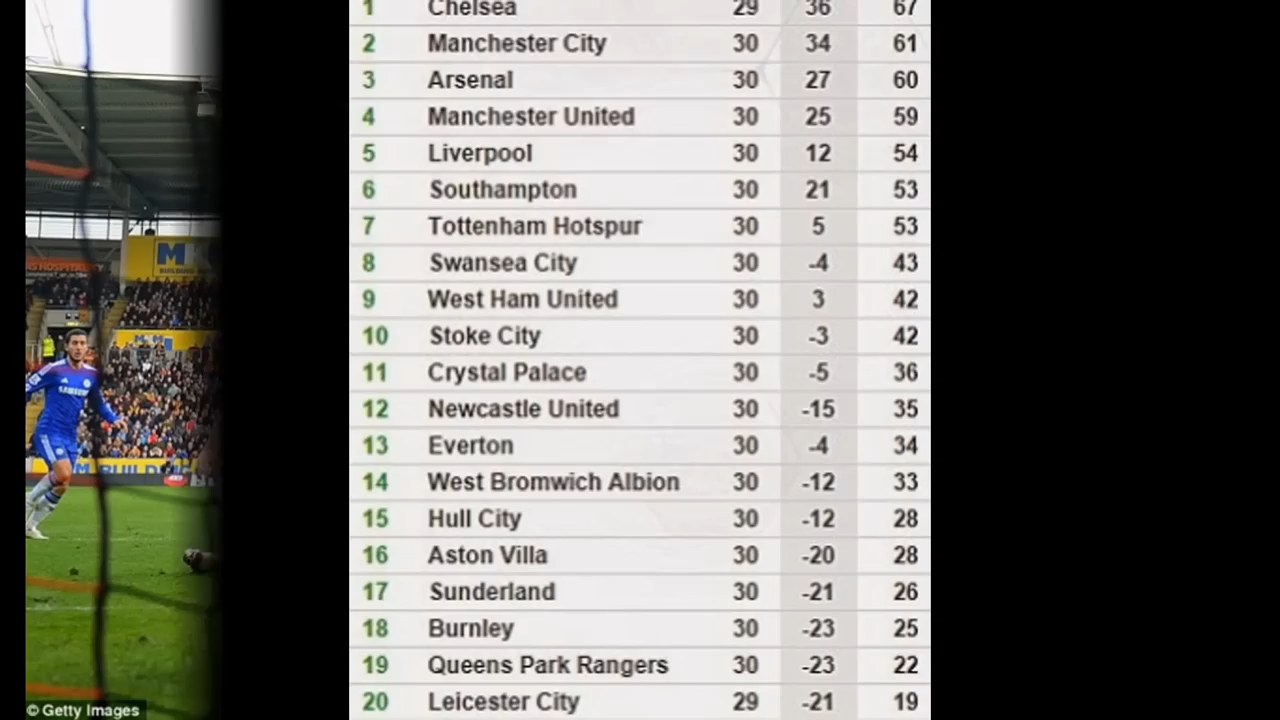 1 Chelsea 29 36 67
2 Manchester City 30 34 61
3 Arsenal 30 27 60
4 Manchester United 30 25 59
5 Liverpool 30 12 54
6 Southampton 30 21 53
7 Tottenham Hotspur 30 5 53
8 Swansea City 30 -4 43
9 West Ham United 30 3 42
10 Stoke City 30 -3 42
11 Crystal Palace 30 -5 36
12 Newcastle United 30 -15 35
13 Everton 30 -4 34
14 West Bromwich Albion 30 -12 33
15 Hull City 30 -12 28
16 Aston Villa 30 -20 28
17 Sunderland 30 -21 26
18 Burnley 30 -23 25
19 Queens Park Rangers 30 -23 22
20 Leicester City 29 -21 19
HOSPITALITY
M
BUILDING
SAMSUNG
M BUILDING
© Getty Images